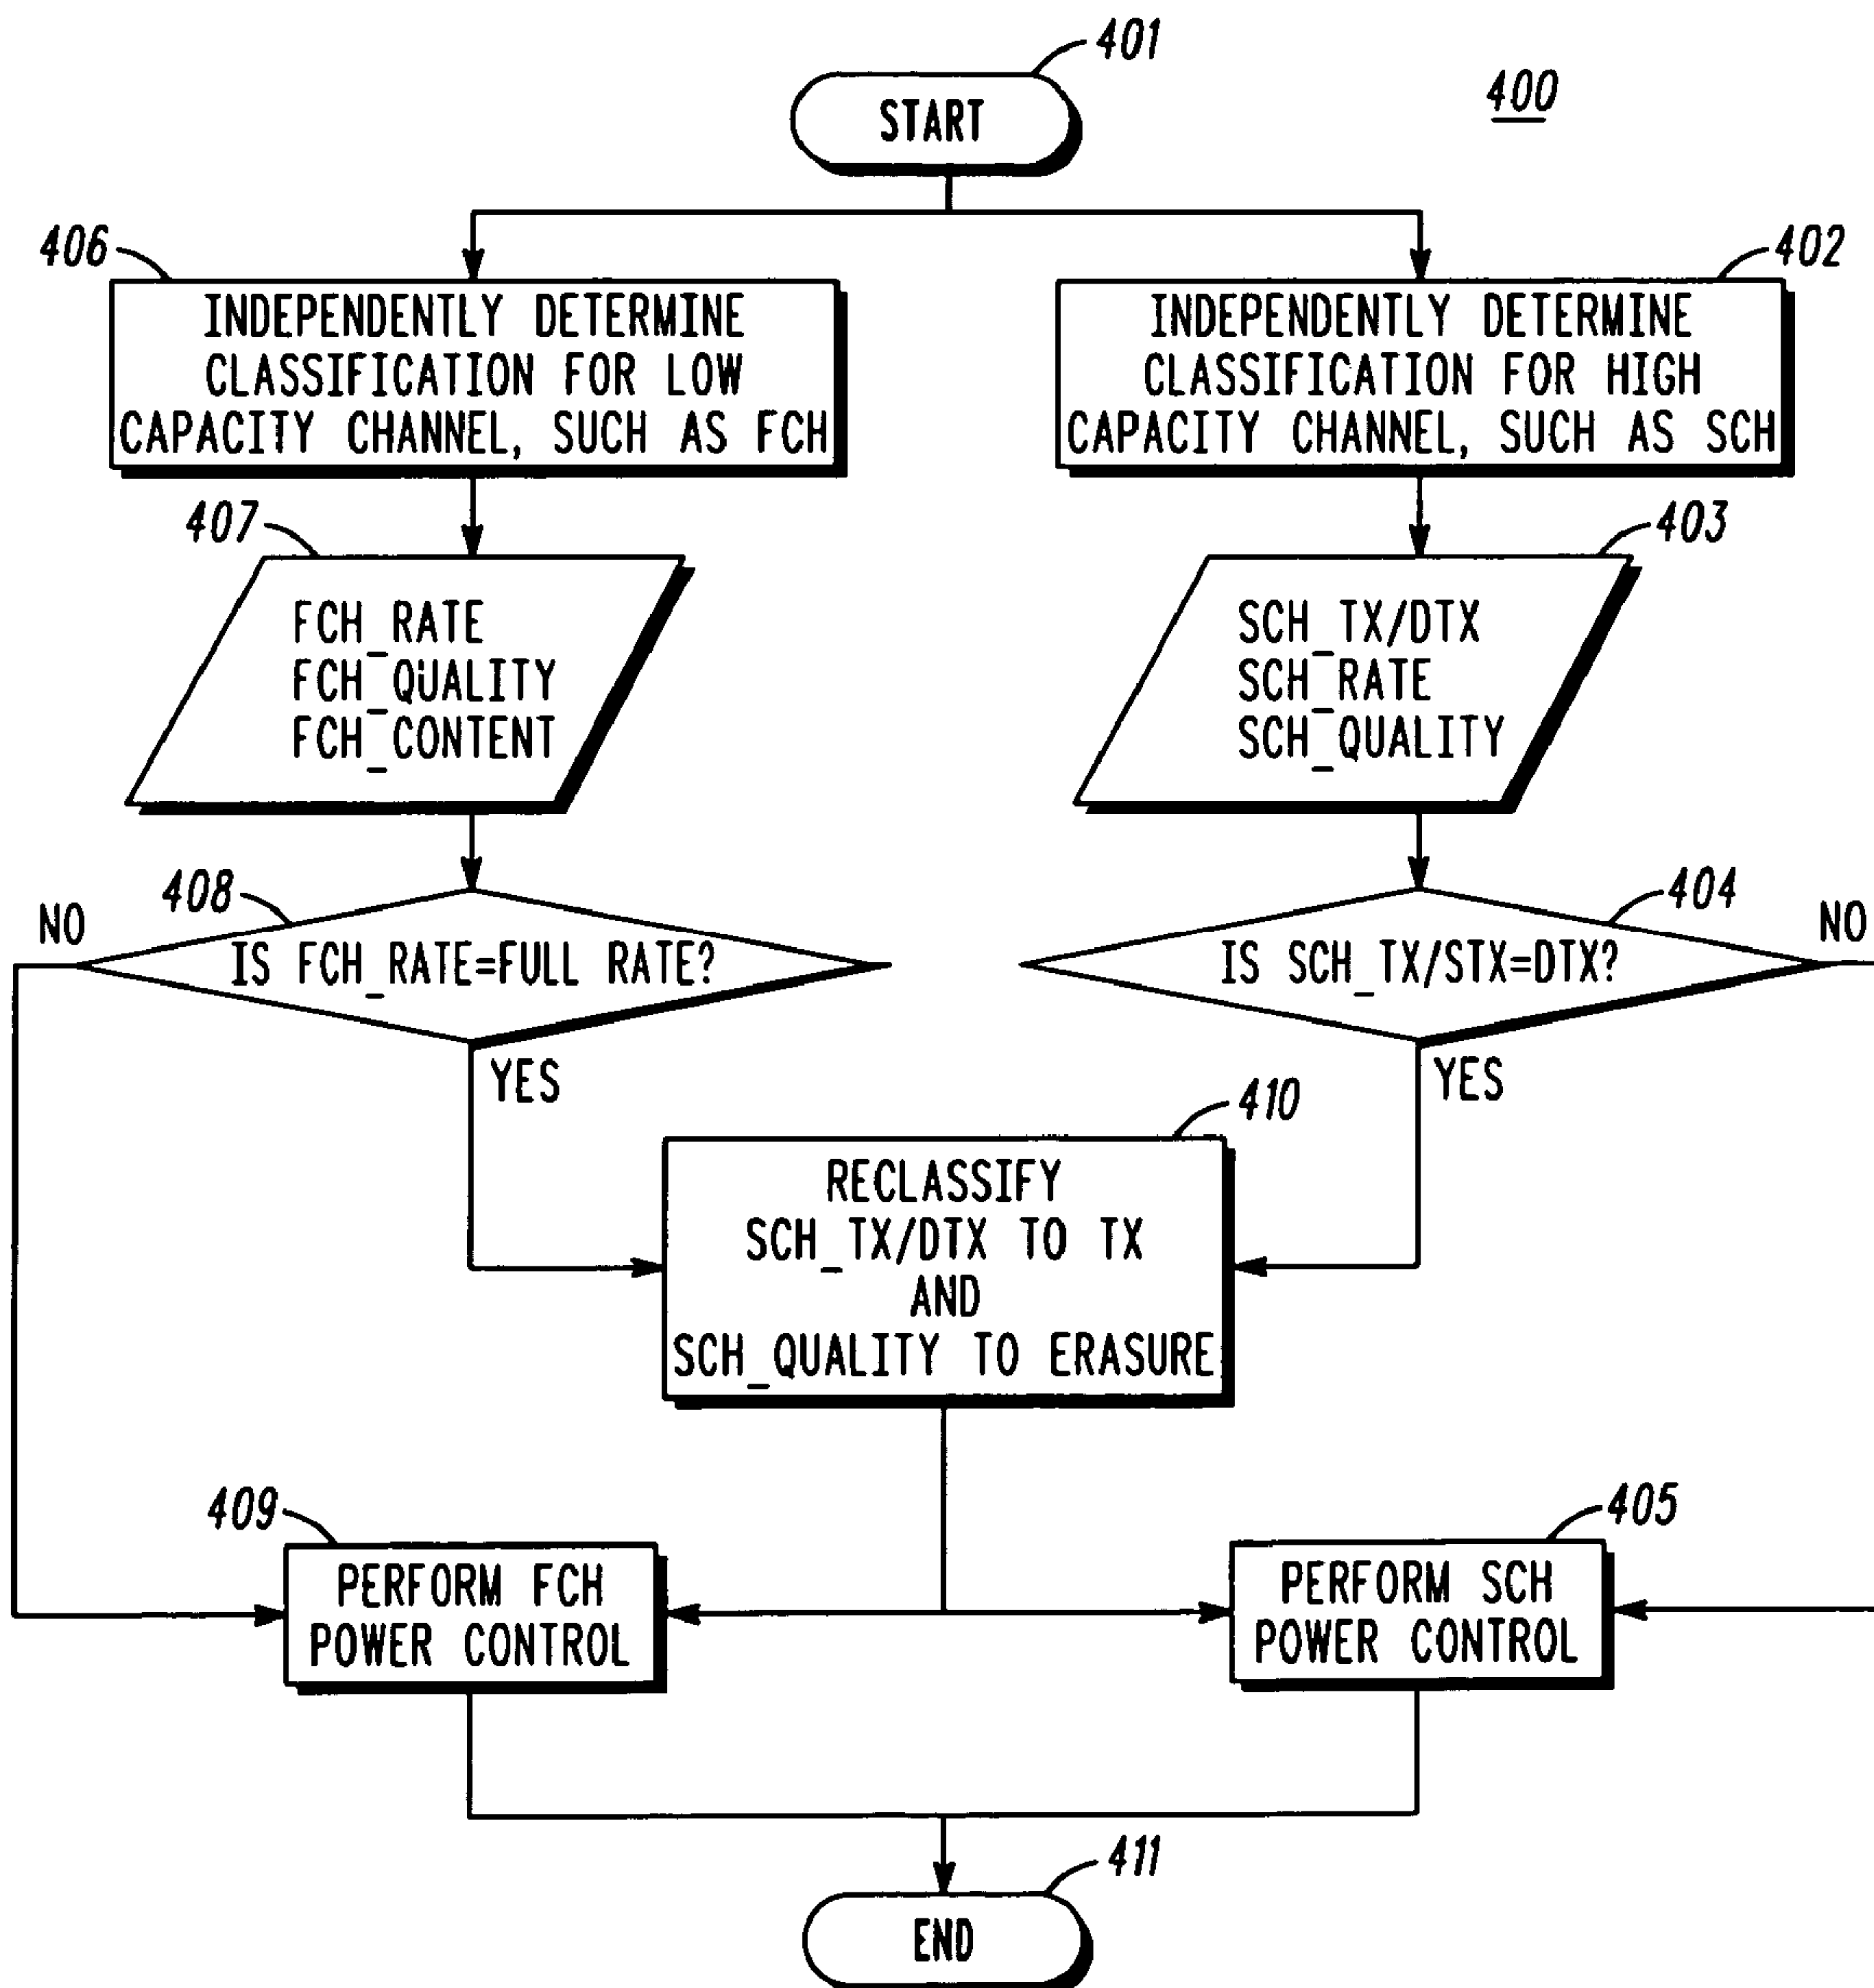 401
400
START
406
402
INDEPENDENTLY DETERMINE
CLASSIFICATION FOR LOW
CAPACITY CHANNEL, SUCH AS FCH
INDEPENDENTLY DETERMINE
CLASSIFICATION FOR HIGH
CAPACITY CHANNEL, SUCH AS SCH
407
403
FCH_RATE
FCH_QUALITY
FCH_CONTENT
SCH_TX/DTX
SCH_RATE
SCH_QUALITY
408
404
NO
IS FCH_RATE=FULL RATE?
IS SCH_TX/STX=DTX?
NO
YES
YES
410
RECLASSIFY
SCH_TX/DTX TO TX
AND
SCH_QUALITY TO ERASURE
409
405
PERFORM FCH
POWER CONTROL
PERFORM SCH
POWER CONTROL
411
END